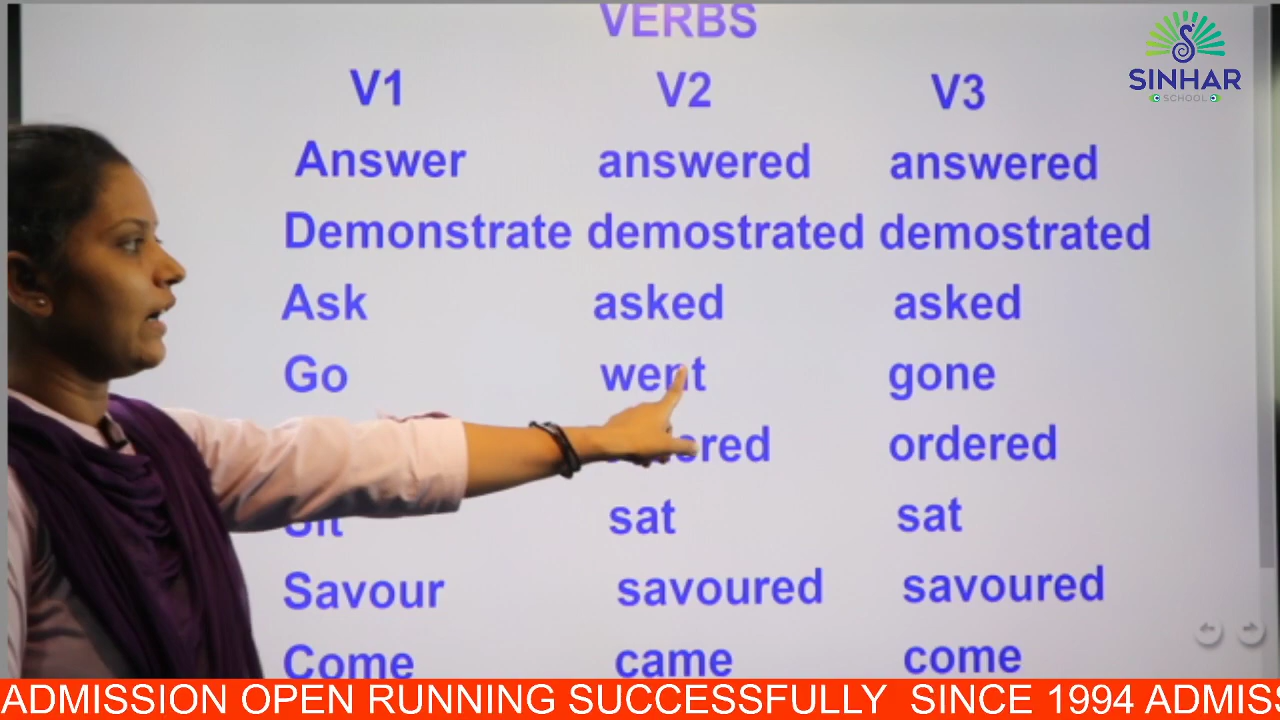 VERBS
SINHAR
SCHOOL
V1 V2 V3
Answer answered answered
Demonstrate demostrated demostrated
Ask asked asked
Go went gone
ordered
sat sat
Savour savoured savoured
Come came come
ADMISSION OPEN RUNNING SUCCESSFULLY SINCE 1994